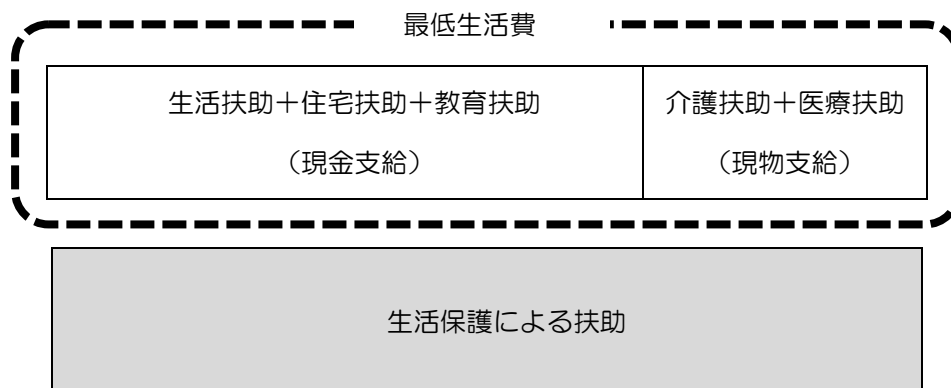 最低生活費
生活扶助＋住宅扶助＋教育扶助
（現金支給）
介護扶助＋医療扶助
（現物支給）
生活保護による扶助